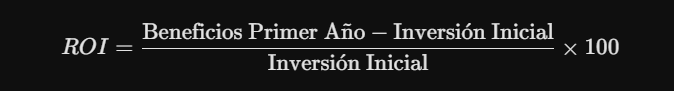 ROI = Beneficios Primer Año − Inversión Inicial
Inversión Inicial × 100